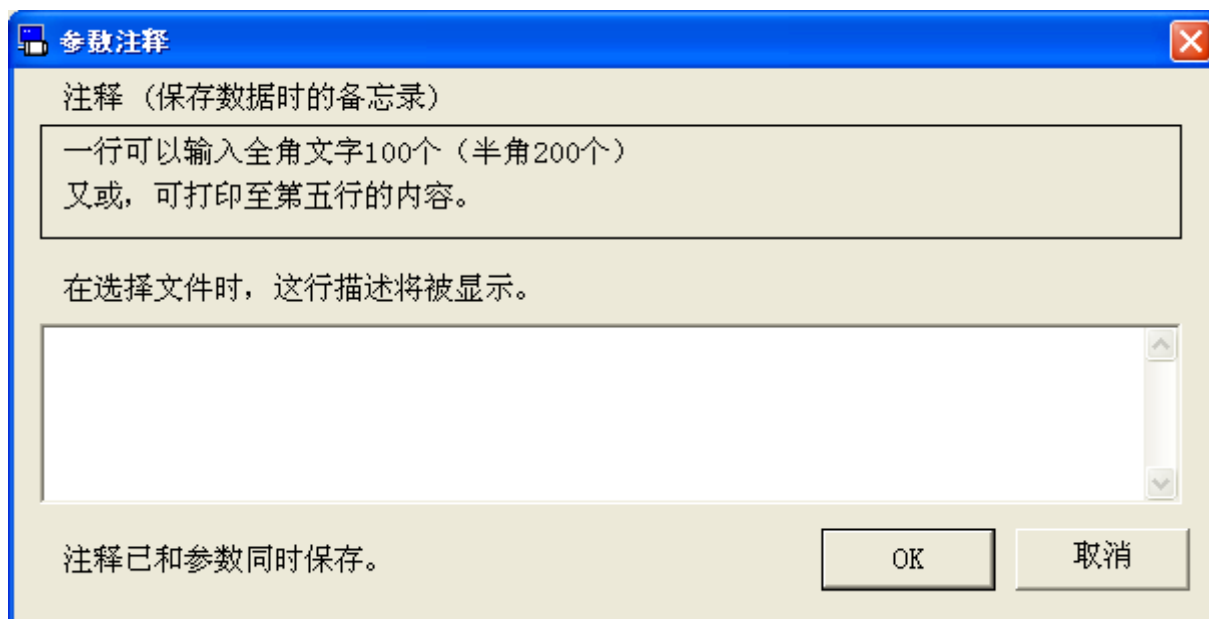 参数注释
注释（保存数据时的备忘录）
一行可以输入全角文字100个（半角200个）
又或，可打印至第五行的内容。
在选择文件时，这行描述将被显示。
注释已和参数同时保存。
OK
取消